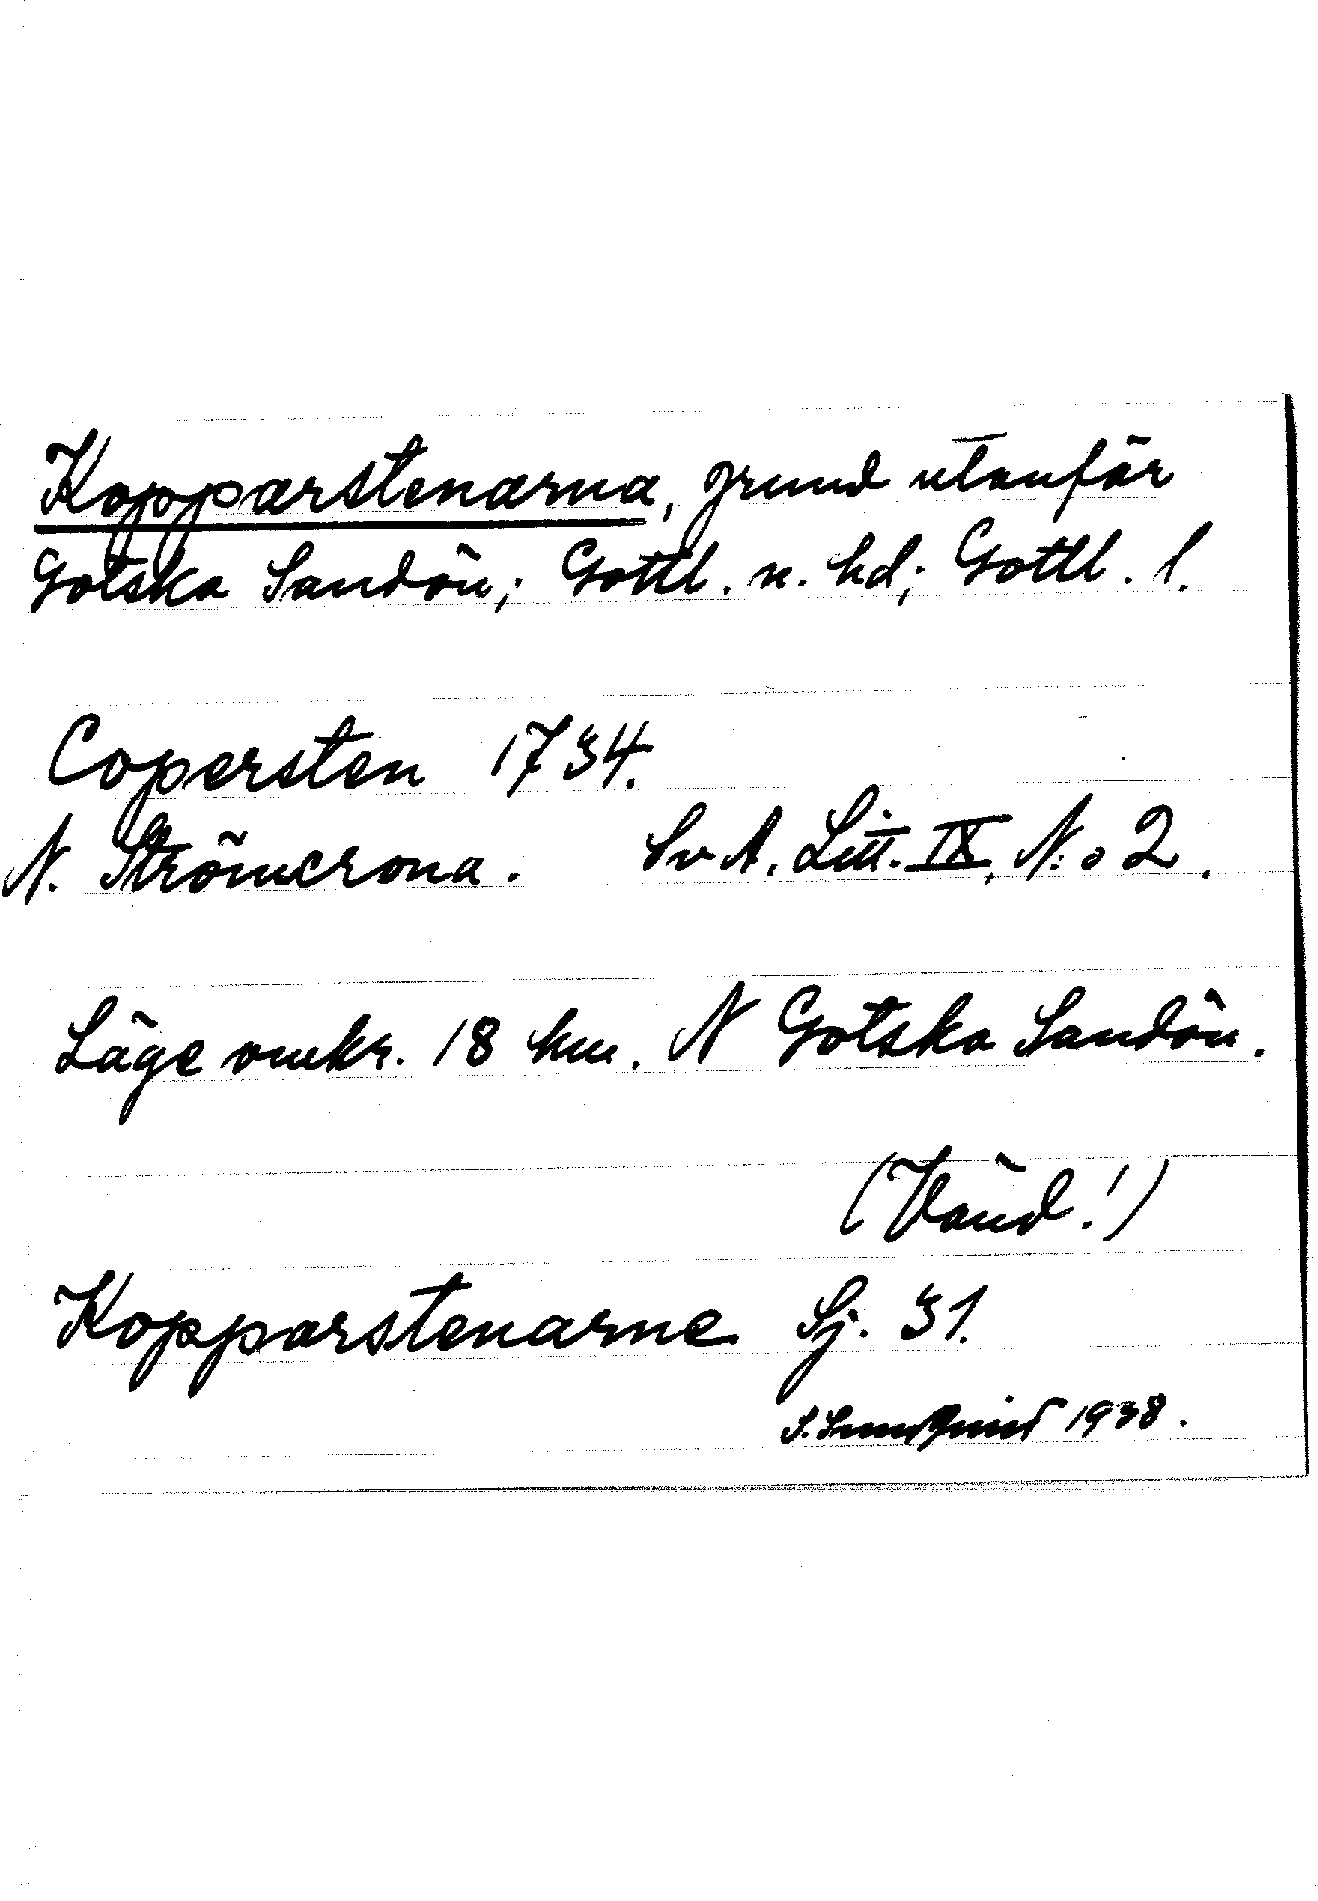 Kopparstenarna, grund utanför
Gotska Sandön; Gottl. n. hd; Gottl. l.
Copersten 1734.
N. Strömcrona. Sv A. Litt. IX, N:o 2.
Läge omkr. 18 km. N Gotska Sandön.
(Vänd!)
Kopparstenarne Sj. 31.
S. Sundquist 1938.